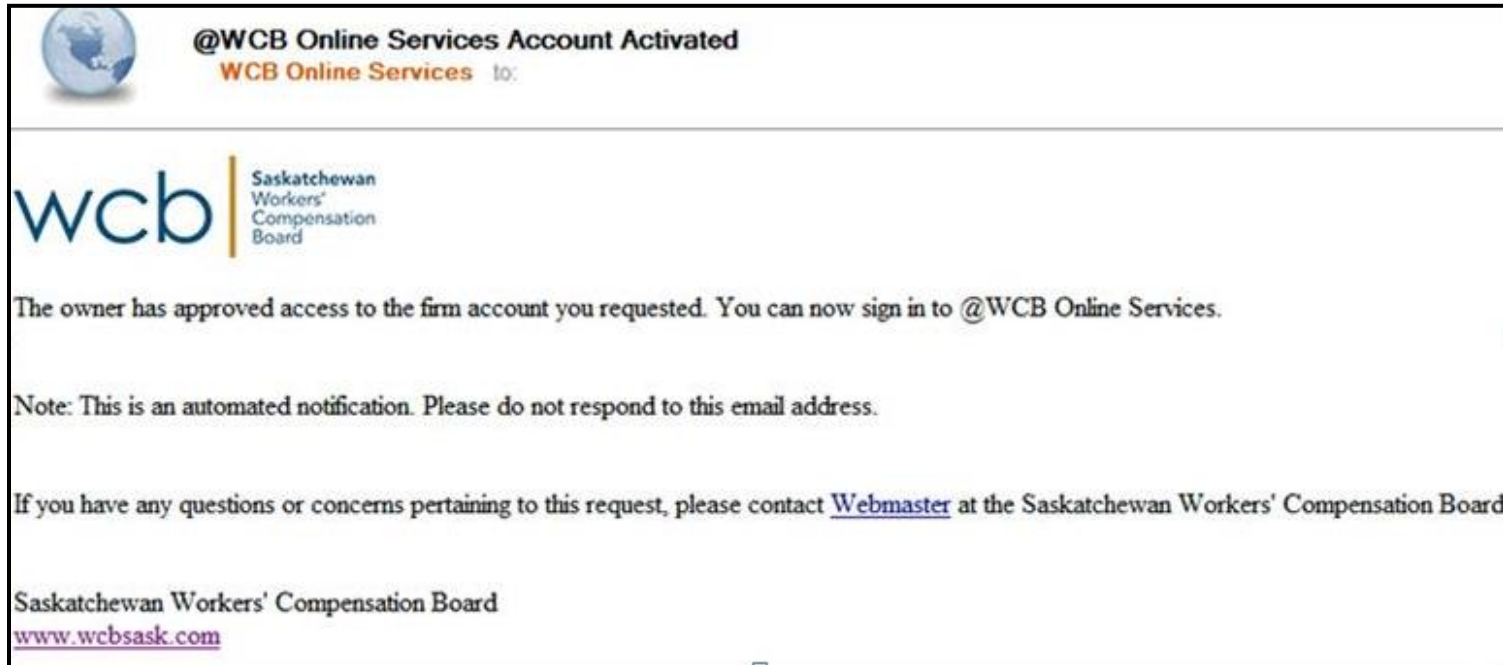 @WCB Online Services Account Activated
WCB Online Services to:
wcb
Saskatchewan
Workers'
Compensation
Board
The owner has approved access to the firm account you requested. You can now sign in to @WCB Online Services.
Note: This is an automated notification. Please do not respond to this email address.
If you have any questions or concerns pertaining to this request, please contact Webmaster at the Saskatchewan Workers' Compensation Board
Saskatchewan Workers' Compensation Board
www.wcbsask.com